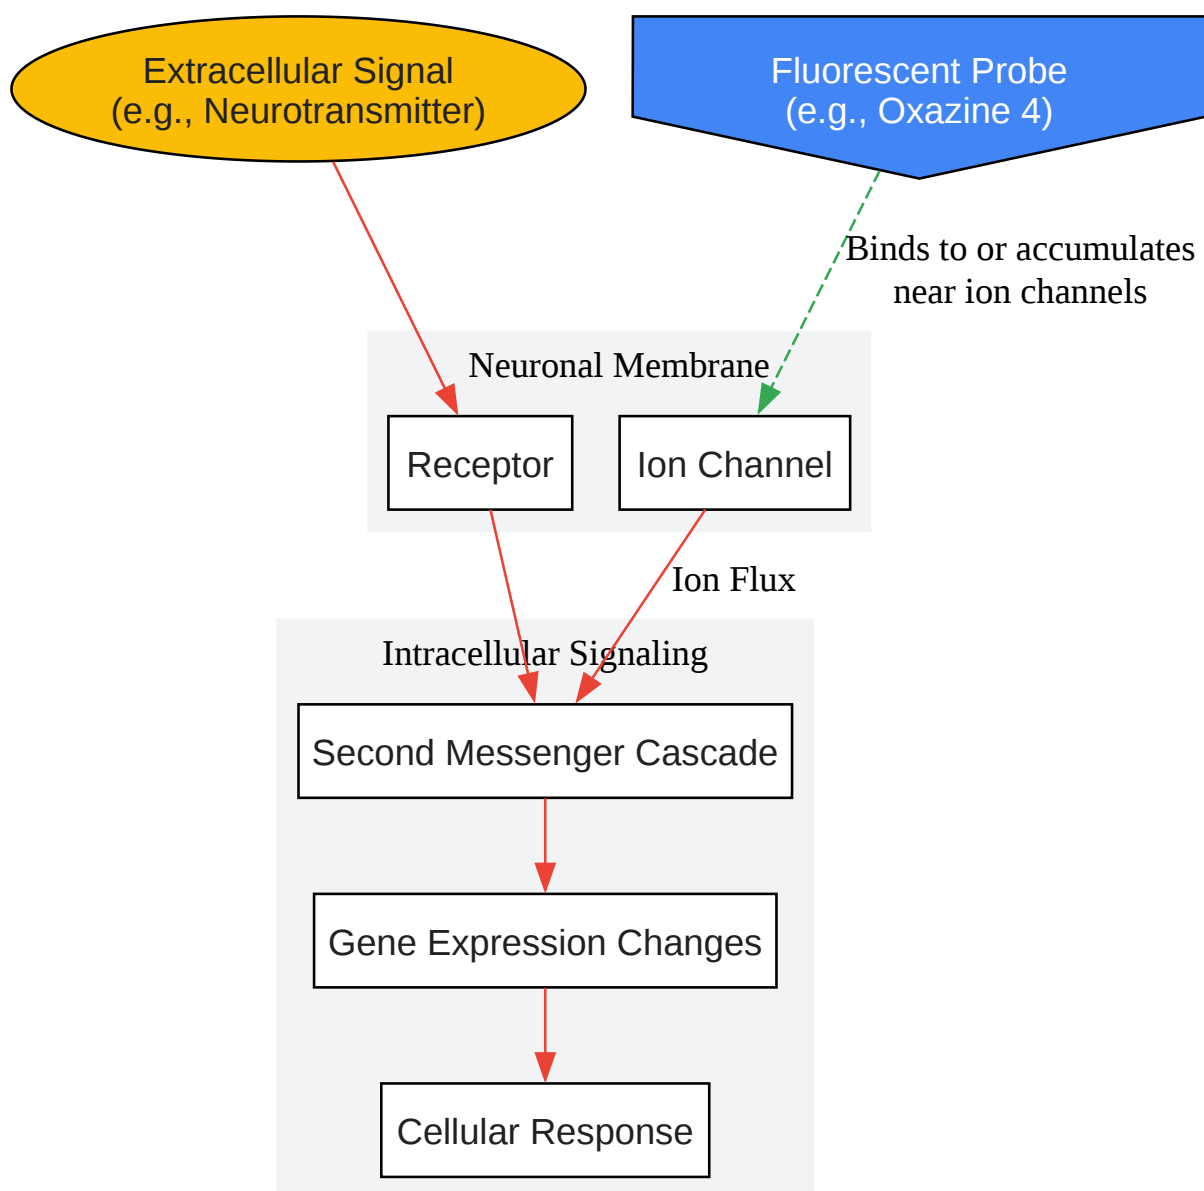 Extracellular Signal
(e.g., Neurotransmitter)
Fluorescent Probe
(e.g., Oxazine 4)
Binds to or accumulates
near ion channels
Neuronal Membrane
Receptor
Ion Channel
Ion Flux
Intracellular Signaling
Second Messenger Cascade
Gene Expression Changes
Cellular Response